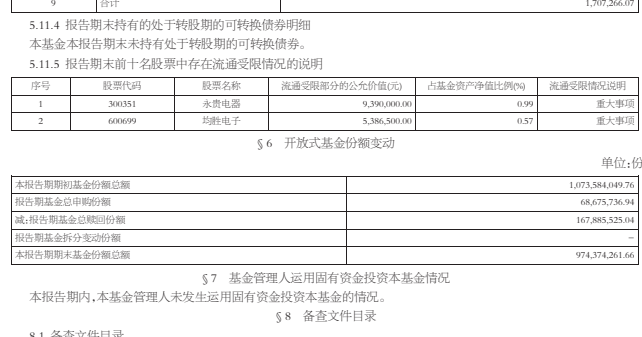 9 合计 1,707,266.07
5.11.4 报告期末持有的处于转股期的可转换债券明细
本基金本报告期末未持有处于转股期的可转换债券。
5.11.5 报告期末前十名股票中存在流通受限情况的说明
序号 股票代码 股票名称 流通受限部分的公允价值(元) 占基金资产净值比例(%) 流通受限情况说明
1 300351 永贵电器 9,390,000.00 0.99 重大事项
2 600699 均胜电子 5,386,500.00 0.57 重大事项
§6 开放式基金份额变动
单位:份
本报告期期初基金份额总额 1,073,584,049.76
报告期基金总申购份额 68,675,736.94
减:报告期基金总赎回份额 167,885,525.04
报告期基金拆分变动份额 –
本报告期期末基金份额总额 974,374,261.66
§7 基金管理人运用固有资金投资本基金情况
本报告期内,本基金管理人未发生运用固有资金投资本基金的情况。
§8 备查文件目录
8.1 备查文件目录